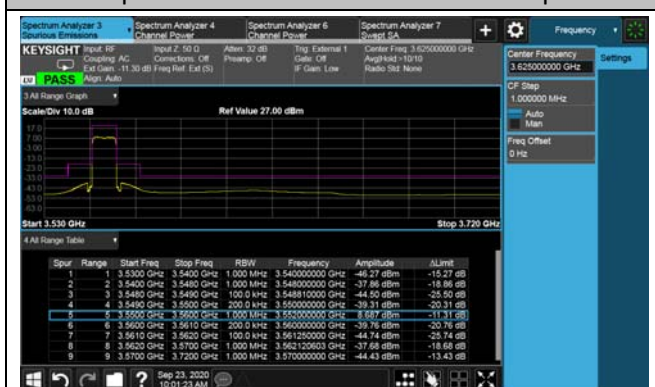 Spectrum Analyzer 3
Spurious Emissions
Spectrum Analyzer 4
Channel Power
Spectrum Analyzer 6
Channel Power
Spectrum Analyzer 7
Swept SA
+
Frequency
KEYSIGHT
Input: RF
Coupling: AC
Ext Gain: -11.30 dB
Align: Auto
Input Z: 50 Ω
Corrections: Off
Freq Ref: Ext (S)
Atten: 32 dB
Preamp: Off
Trig: External 1
Gate: Off
IF Gain: Low
Center Freq: 3.625000000 GHz
Avg|Hold:>10/10
Radio Std: None
PASS
Center Frequency
3.625000000 GHz
Settings
CF Step
1.000000 MHz
Auto
Man
Freq Offset
0 Hz
3 All Range Graph
Scale/Div 10.0 dB
Ref Value 27.00 dBm
17.0
7.00
-3.00
-13.0
-23.0
-33.0
-43.0
-53.0
-63.0
Start 3.530 GHz
Stop 3.720 GHz
4 All Range Table
Spur Range Start Freq Stop Freq RBW Frequency Amplitude ΔLimit
1 1 3.5300 GHz 3.5400 GHz 1.000 MHz 3.540000000 GHz -46.27 dBm -15.27 dB
2 2 3.5400 GHz 3.5480 GHz 1.000 MHz 3.548000000 GHz -37.86 dBm -18.86 dB
3 3 3.5480 GHz 3.5490 GHz 100.0 kHz 3.548810000 GHz -44.50 dBm -25.50 dB
4 4 3.5490 GHz 3.5500 GHz 200.0 kHz 3.550000000 GHz -39.31 dBm -20.31 dB
5 5 3.5500 GHz 3.5600 GHz 1.000 MHz 3.552000000 GHz 8.687 dBm -11.31 dB
6 6 3.5600 GHz 3.5610 GHz 200.0 kHz 3.560000000 GHz -39.76 dBm -20.76 dB
7 7 3.5610 GHz 3.5620 GHz 100.0 kHz 3.561250000 GHz -44.74 dBm -25.74 dB
8 8 3.5620 GHz 3.5700 GHz 1.000 MHz 3.562120603 GHz -37.68 dBm -18.68 dB
9 9 3.5700 GHz 3.7200 GHz 1.000 MHz 3.570000000 GHz -44.43 dBm -13.43 dB
?
Sep 23, 2020
10:01:23 AM